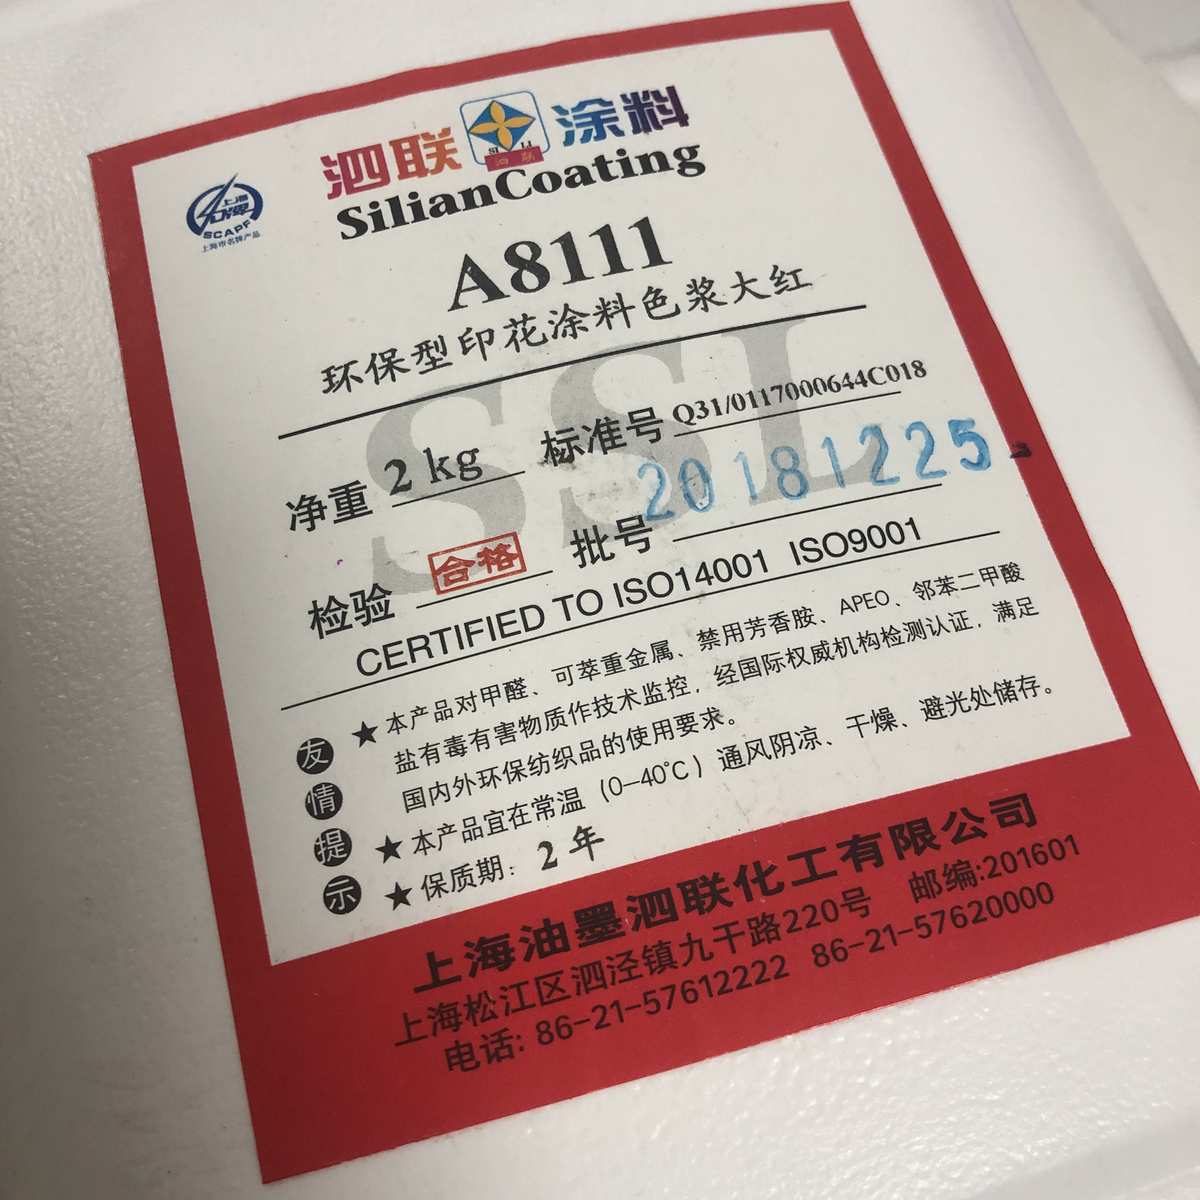 泗联 涂料
SI LI
泗联
SilianCoating
上海
名牌
SCAPF
上海市名牌产品
A8111
环保型印花涂料色浆大红
SSL
净重 2 kg 标准号 Q31/0117000644C018
检验 合格 批号 20181225
CERTIFIED TO ISO14001 ISO9001
友情提示
★本产品对甲醛、可萃重金属、禁用芳香胺、APEO、邻苯二甲酸
盐有毒有害物质作技术监控，经国际权威机构检测认证，满足
国内外环保纺织品的使用要求。
★本产品宜在常温（0-40℃）通风阴凉、干燥、避光处储存。
★保质期：2年
上海油墨泗联化工有限公司
上海松江区泗泾镇九干路220号 邮编:201601
电话: 86-21-57612222 86-21-57620000